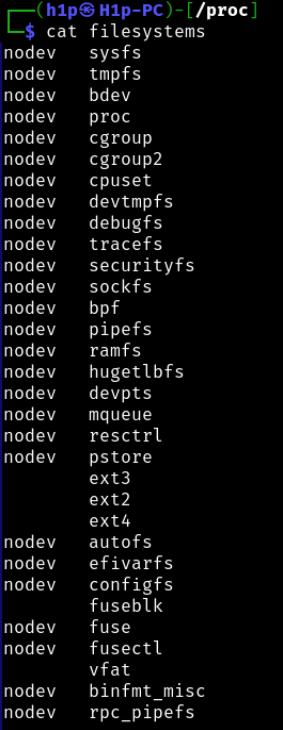 ┌──(h1p㉿H1p-PC)-[/proc]
└─$ cat filesystems
nodev   sysfs
nodev   tmpfs
nodev   bdev
nodev   proc
nodev   cgroup
nodev   cgroup2
nodev   cpuset
nodev   devtmpfs
nodev   debugfs
nodev   tracefs
nodev   securityfs
nodev   sockfs
nodev   bpf
nodev   pipefs
nodev   ramfs
nodev   hugetlbfs
nodev   devpts
nodev   mqueue
nodev   resctrl
nodev   pstore
        ext3
        ext2
        ext4
nodev   autofs
nodev   efivarfs
nodev   configfs
        fuseblk
nodev   fuse
nodev   fusectl
        vfat
nodev   binfmt_misc
nodev   rpc_pipefs